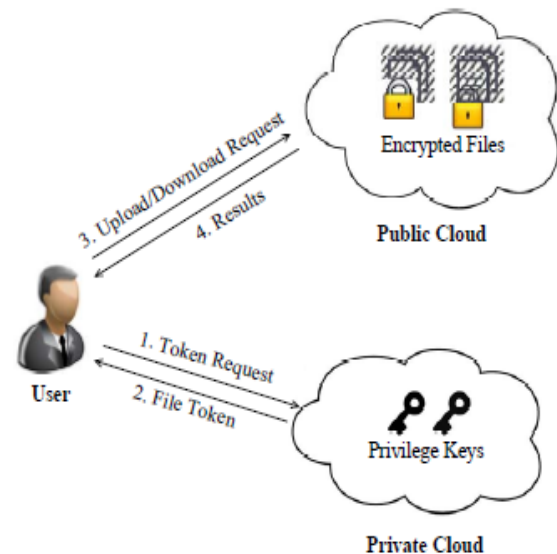 Encrypted Files
Public Cloud
3. Upload/Download Request
4. Results
User
1. Token Request
2. File Token
Privilege Keys
Private Cloud